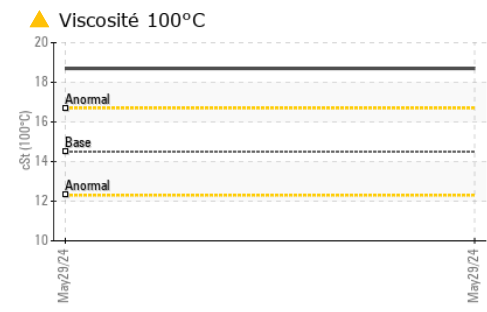 Viscosité 100°C
20
18
Anormal
16
Base
14
Anormal
12
10
cSt (100°C)
May29/24
May29/24